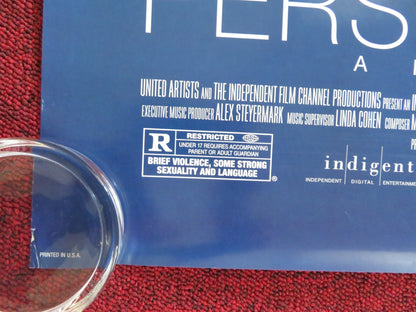 PERS
A
UNITED ARTISTS AND THE INDEPENDENT FILM CHANNEL PRODUCTIONS PRESENT AN
EXECUTIVE MUSIC PRODUCER ALEX STEYERMARK MUSIC SUPERVISOR LINDA COHEN COMPOSER M
R
RESTRICTED
UNDER 17 REQUIRES ACCOMPANYING
PARENT OR ADULT GUARDIAN
BRIEF VIOLENCE, SOME STRONG
SEXUALITY AND LANGUAGE
®
indigent
INDEPENDENT | DIGITAL | ENTERTAINME
PRINTED IN U.S.A.